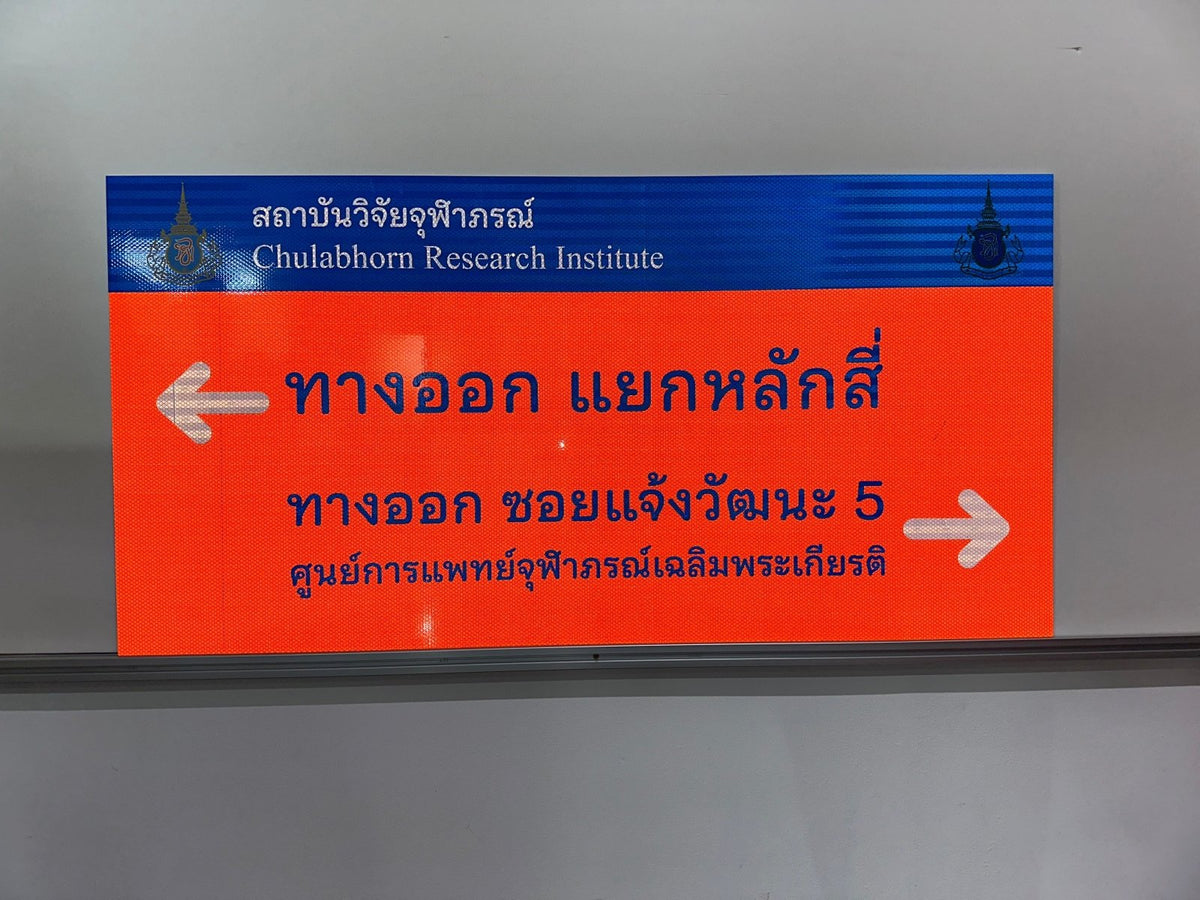 สถาบันวิจัยจุฬาภรณ์
Chulabhorn Research Institute
ทางออก แยกหลักสี่
ทางออก ซอยแจ้งวัฒนะ 5
ศูนย์การแพทย์จุฬาภรณ์เฉลิมพระเกียรติ